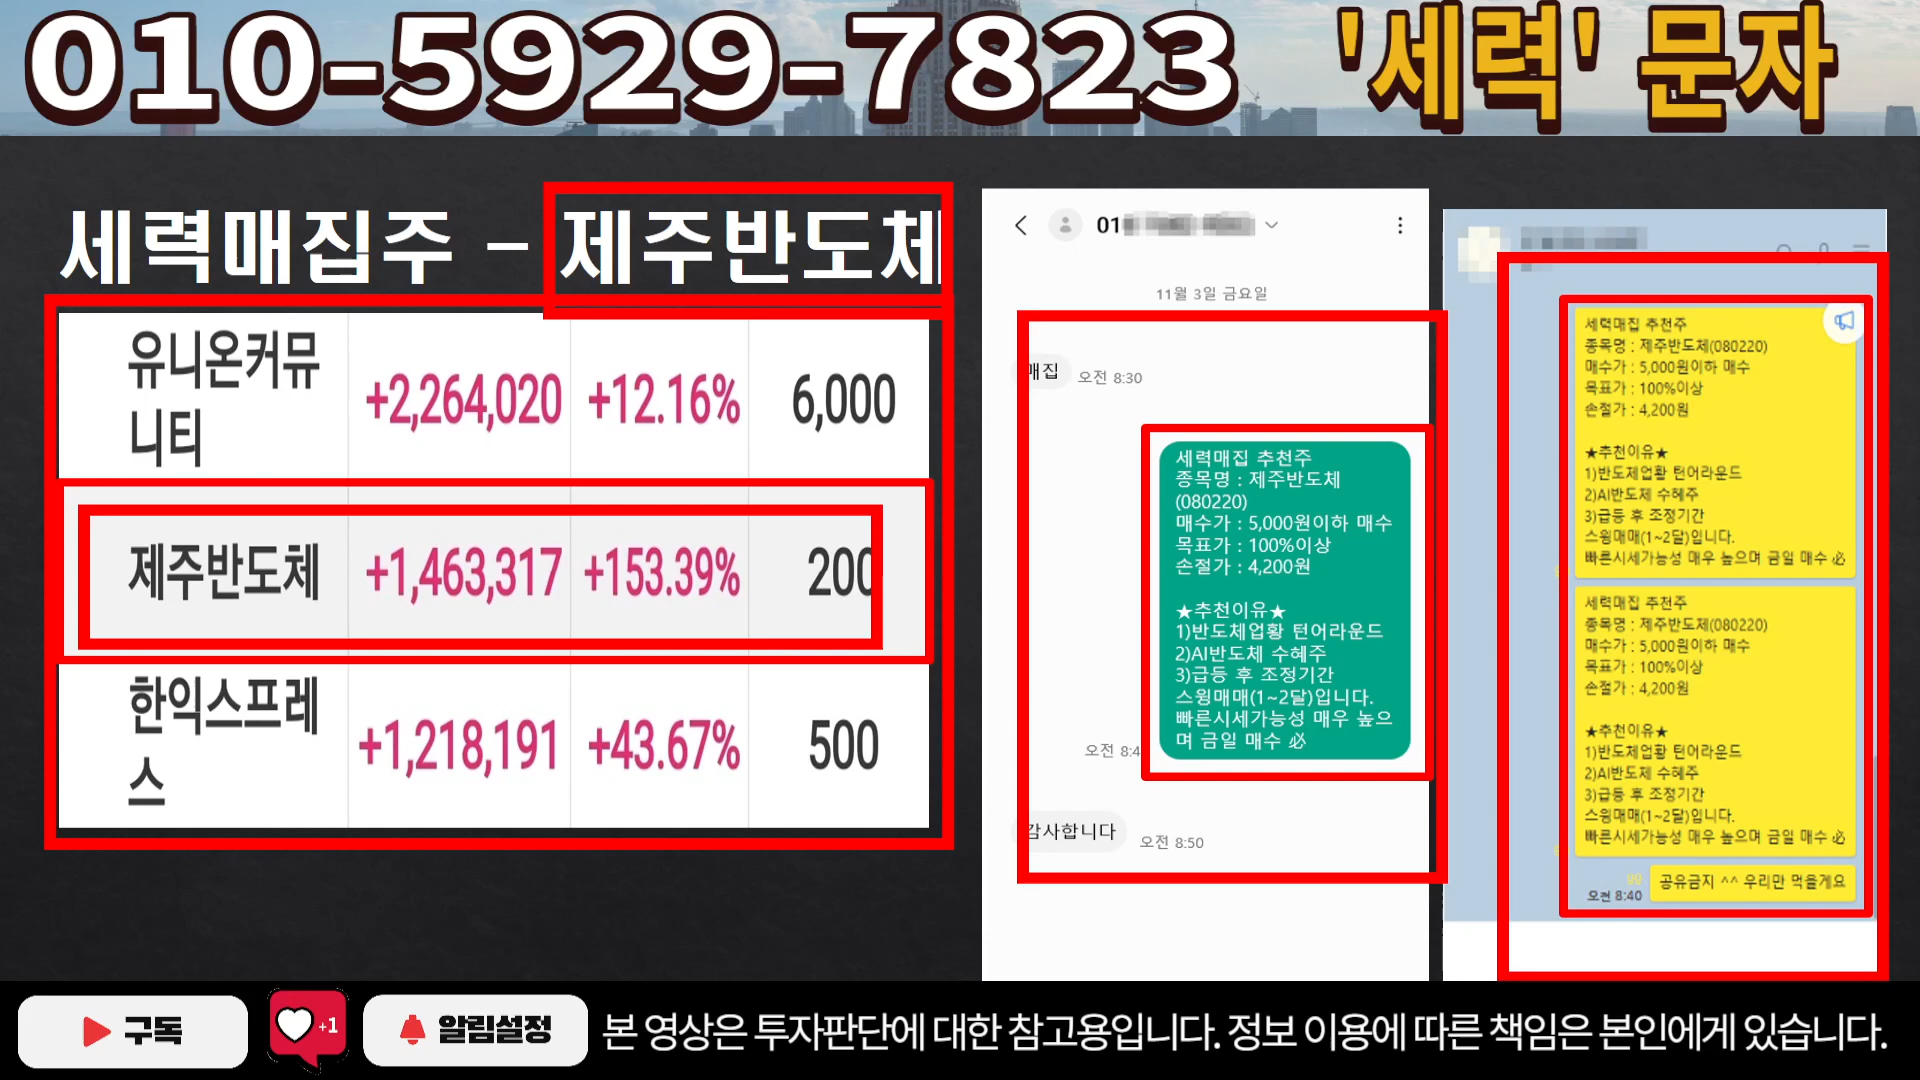 010-5929-7823 '세력' 문자
세력매집주 - 제주반도체
유니온커뮤
니티
+2,264,020 +12.16% 6,000
제주반도체 +1,463,317 +153.39% 200
한익스프레
스
+1,218,191 +43.67% 500
01
11월 3일 금요일
매집 오전 8:30
세력매집 추천주
종목명 : 제주반도체
(080220)
매수가 : 5,000원이하 매수
목표가 : 100%이상
손절가 : 4,200원
★추천이유★
1)반도체업황 턴어라운드
2)AI반도체 수혜주
3)급등 후 조정기간
스윙매매(1~2달)입니다.
빠른시세가능성 매우 높으
며 금일 매수 必
오전 8:4
감사합니다 오전 8:50
세력매집 추천주
종목명 : 제주반도체(080220)
매수가 : 5,000원이하 매수
목표가 : 100%이상
손절가 : 4,200원
★추천이유★
1)반도체업황 턴어라운드
2)AI반도체 수혜주
3)급등 후 조정기간
스윙매매(1~2달)입니다.
빠른시세가능성 매우 높으며 금일 매수 必
세력매집 추천주
종목명 : 제주반도체(080220)
매수가 : 5,000원이하 매수
목표가 : 100%이상
손절가 : 4,200원
★추천이유★
1)반도체업황 턴어라운드
2)AI반도체 수혜주
3)급등 후 조정기간
스윙매매(1~2달)입니다.
빠른시세가능성 매우 높으며 금일 매수 必
오전 8:40 공유금지 ^^ 우리만 먹을게요
구독 +1 알림설정 본 영상은 투자판단에 대한 참고용입니다. 정보 이용에 따른 책임은 본인에게 있습니다.